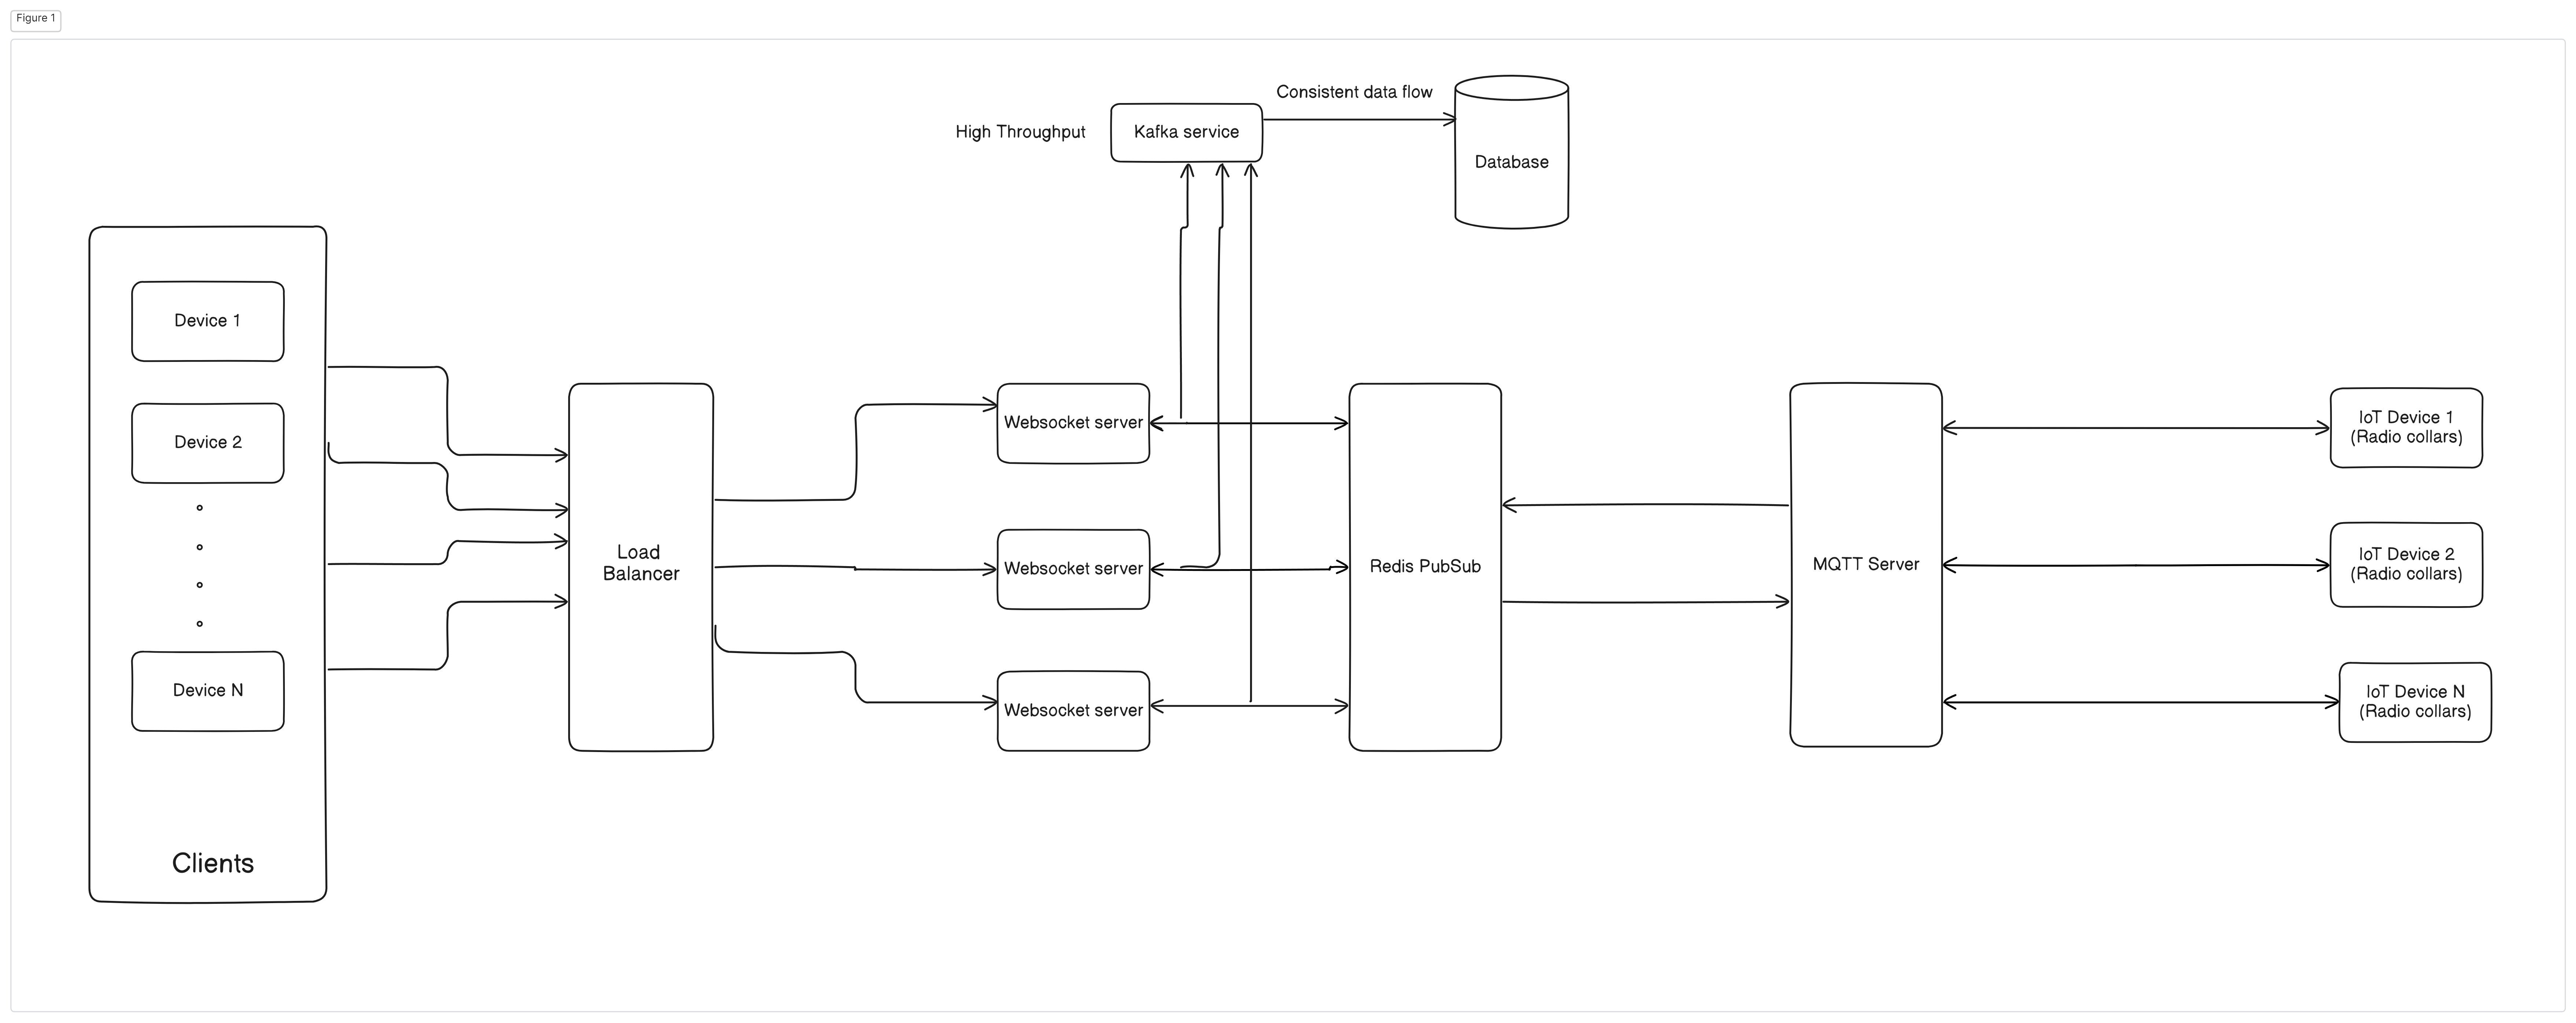 Figure 1
Consistent data flow
High Throughput
Kafka service
Database
Device 1
Device 2
Device N
Clients
Load
Balancer
Websocket server
Websocket server
Websocket server
Redis PubSub
MQTT Server
IoT Device 1
(Radio collars)
IoT Device 2
(Radio collars)
IoT Device N
(Radio collars)